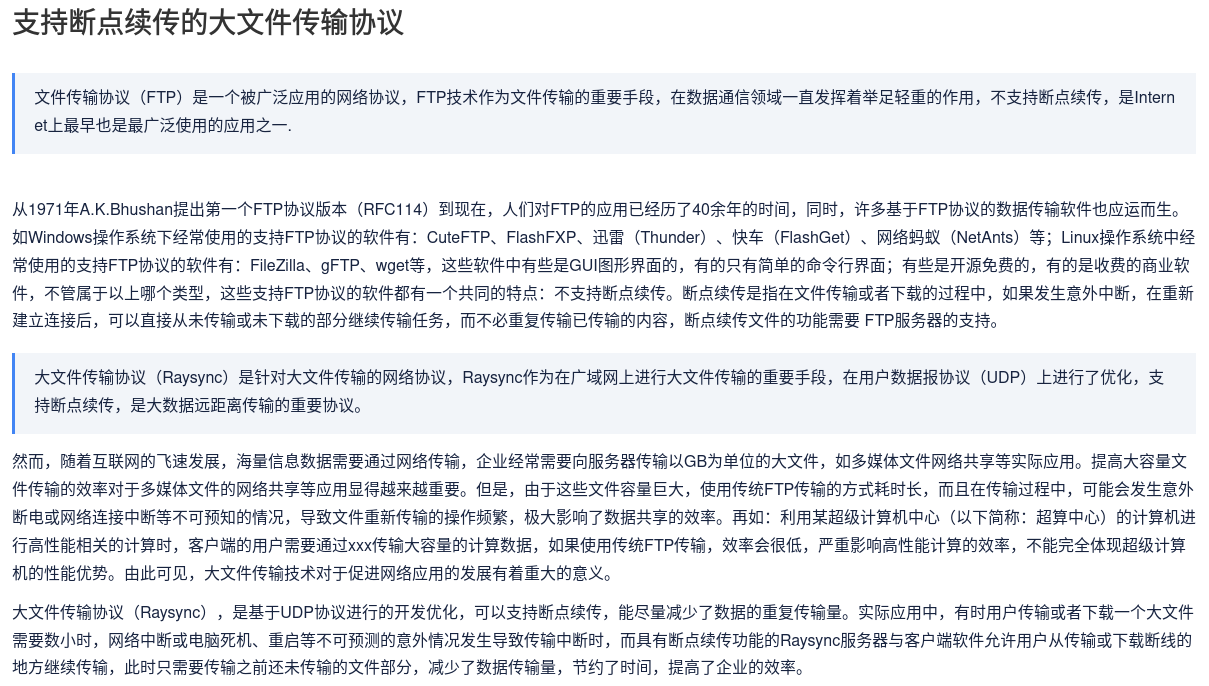 支持断点续传的大文件传输协议
文件传输协议（FTP）是一个被广泛应用的网络协议，FTP技术作为文件传输的重要手段，在数据通信领域一直发挥着举足轻重的作用，不支持断点续传，是Intern
et上最早也是最广泛使用的应用之一.
从1971年A.K.Bhushan提出第一个FTP协议版本（RFC114）到现在，人们对FTP的应用已经历了40余年的时间，同时，许多基于FTP协议的数据传输软件也应运而生。
如Windows操作系统下经常使用的支持FTP协议的软件有：CuteFTP、FlashFXP、迅雷（Thunder）、快车（FlashGet）、网络蚂蚁（NetAnts）等；Linux操作系统中经
常使用的支持FTP协议的软件有：FileZilla、gFTP、wget等，这些软件中有些是GUI图形界面的，有的只有简单的命令行界面；有些是开源免费的，有的是收费的商业软
件，不管属于以上哪个类型，这些支持FTP协议的软件都有一个共同的特点：不支持断点续传。断点续传是指在文件传输或者下载的过程中，如果发生意外中断，在重新
建立连接后，可以直接从未传输或未下载的部分继续传输任务，而不必重复传输已传输的内容，断点续传文件的功能需要 FTP服务器的支持。
大文件传输协议（Raysync）是针对大文件传输的网络协议，Raysync作为在广域网上进行大文件传输的重要手段，在用户数据报协议（UDP）上进行了优化，支
持断点续传，是大数据远距离传输的重要协议。
然而，随着互联网的飞速发展，海量信息数据需要通过网络传输，企业经常需要向服务器传输以GB为单位的大文件，如多媒体文件网络共享等实际应用。提高大容量文
件传输的效率对于多媒体文件的网络共享等应用显得越来越重要。但是，由于这些文件容量巨大，使用传统FTP传输的方式耗时长，而且在传输过程中，可能会发生意外
断电或网络连接中断等不可预知的情况，导致文件重新传输的操作频繁，极大影响了数据共享的效率。再如：利用某超级计算机中心（以下简称：超算中心）的计算机进
行高性能相关的计算时，客户端的用户需要通过xxx传输大容量的计算数据，如果使用传统FTP传输，效率会很低，严重影响高性能计算的效率，不能完全体现超级计算
机的性能优势。由此可见，大文件传输技术对于促进网络应用的发展有着重大的意义。
大文件传输协议（Raysync），是基于UDP协议进行的开发优化，可以支持断点续传，能尽量减少了数据的重复传输量。实际应用中，有时用户传输或者下载一个大文件
需要数小时，网络中断或电脑死机、重启等不可预测的意外情况发生导致传输中断时，而具有断点续传功能的Raysync服务器与客户端软件允许用户从传输或下载断线的
地方继续传输，此时只需要传输之前还未传输的文件部分，减少了数据传输量，节约了时间，提高了企业的效率。